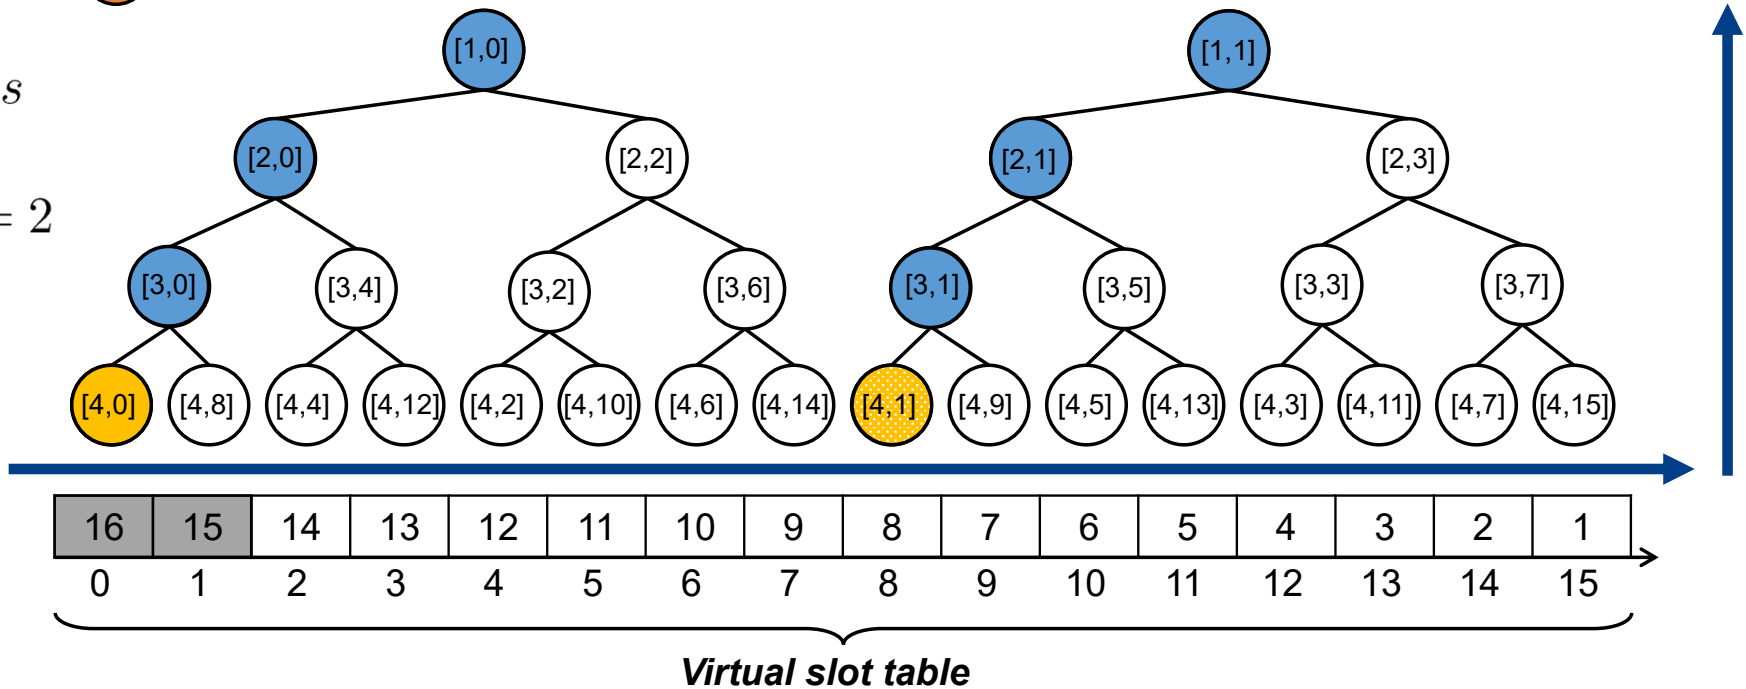 [1,0] [1,1]
s
[2,0] [2,2] [2,1] [2,3]
= 2
[3,0] [3,4] [3,2] [3,6] [3,1] [3,5] [3,3] [3,7]
[4,0] [4,8] [4,4] [4,12] [4,2] [4,10] [4,6] [4,14] [4,1] [4,9] [4,5] [4,13] [4,3] [4,11] [4,7] [4,15]
16 15 14 13 12 11 10 9 8 7 6 5 4 3 2 1
0 1 2 3 4 5 6 7 8 9 10 11 12 13 14 15
Virtual slot table